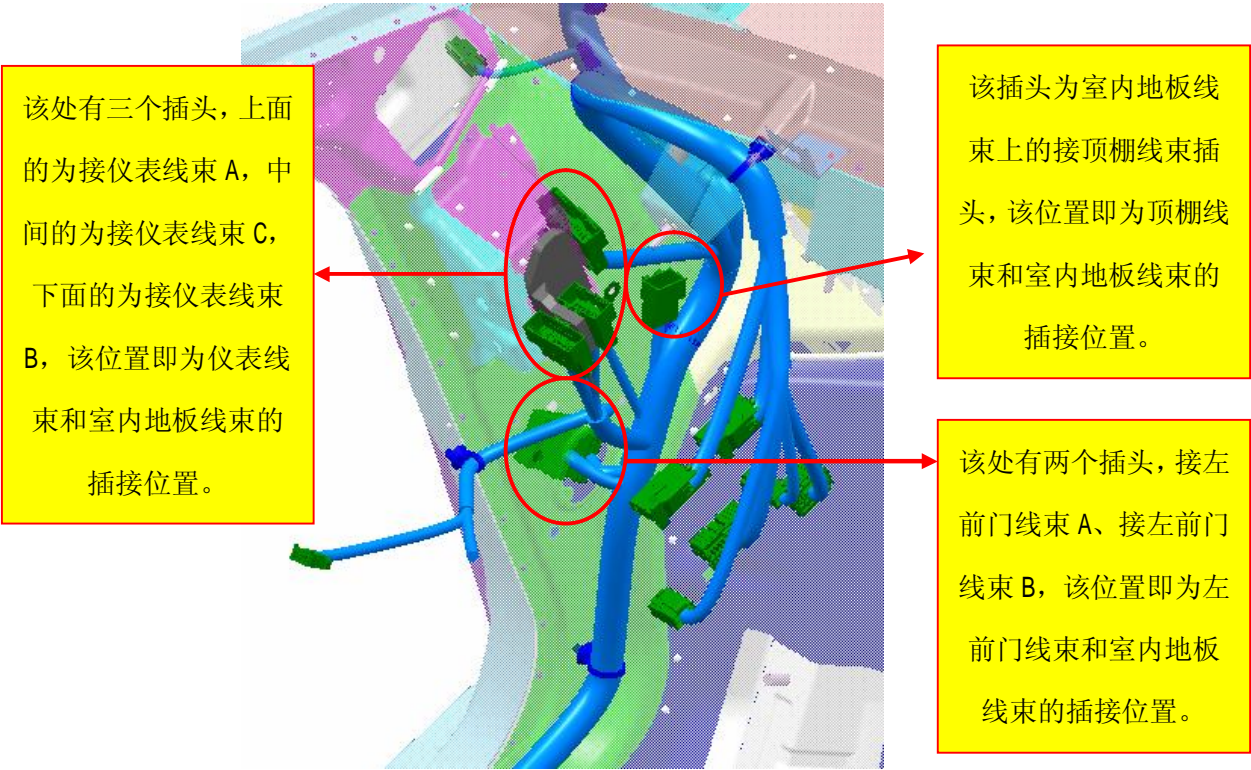 该处有三个插头，上面
的为接仪表线束 A，中
间的为接仪表线束 C，
下面的为接仪表线束
B，该位置即为仪表线
束和室内地板线束的
插接位置。
该插头为室内地板线
束上的接顶棚线束插
头，该位置即为顶棚线
束和室内地板线束的
插接位置。
该处有两个插头，接左
前门线束 A、接左前门
线束 B，该位置即为左
前门线束和室内地板
线束的插接位置。